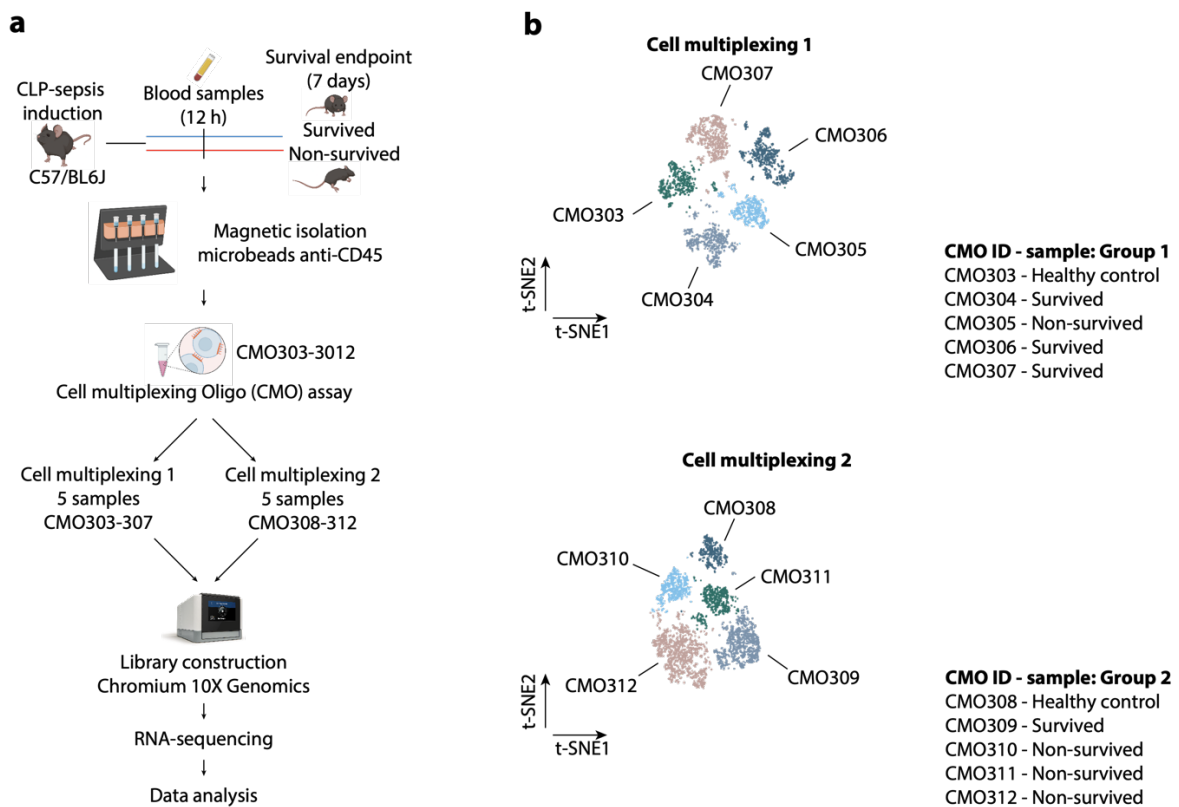 a
CLP-sepsis
induction
C57/BL6J
Blood samples
(12 h)
Survival endpoint
(7 days)
Survived
Non-survived
Magnetic isolation
microbeads anti-CD45
CMO303-3012
Cell multiplexing Oligo (CMO) assay
Cell multiplexing 1
5 samples
CMO303-307
Cell multiplexing 2
5 samples
CMO308-312
Library construction
Chromium 10X Genomics
RNA-sequencing
Data analysis
b
Cell multiplexing 1
CMO307
CMO306
CMO303
CMO305
CMO304
t-SNE2
t-SNE1
CMO ID - sample: Group 1
CMO303 - Healthy control
CMO304 - Survived
CMO305 - Non-survived
CMO306 - Survived
CMO307 - Survived
Cell multiplexing 2
CMO308
CMO310
CMO311
CMO312
CMO309
t-SNE2
t-SNE1
CMO ID - sample: Group 2
CMO308 - Healthy control
CMO309 - Survived
CMO310 - Non-survived
CMO311 - Non-survived
CMO312 - Non-survived